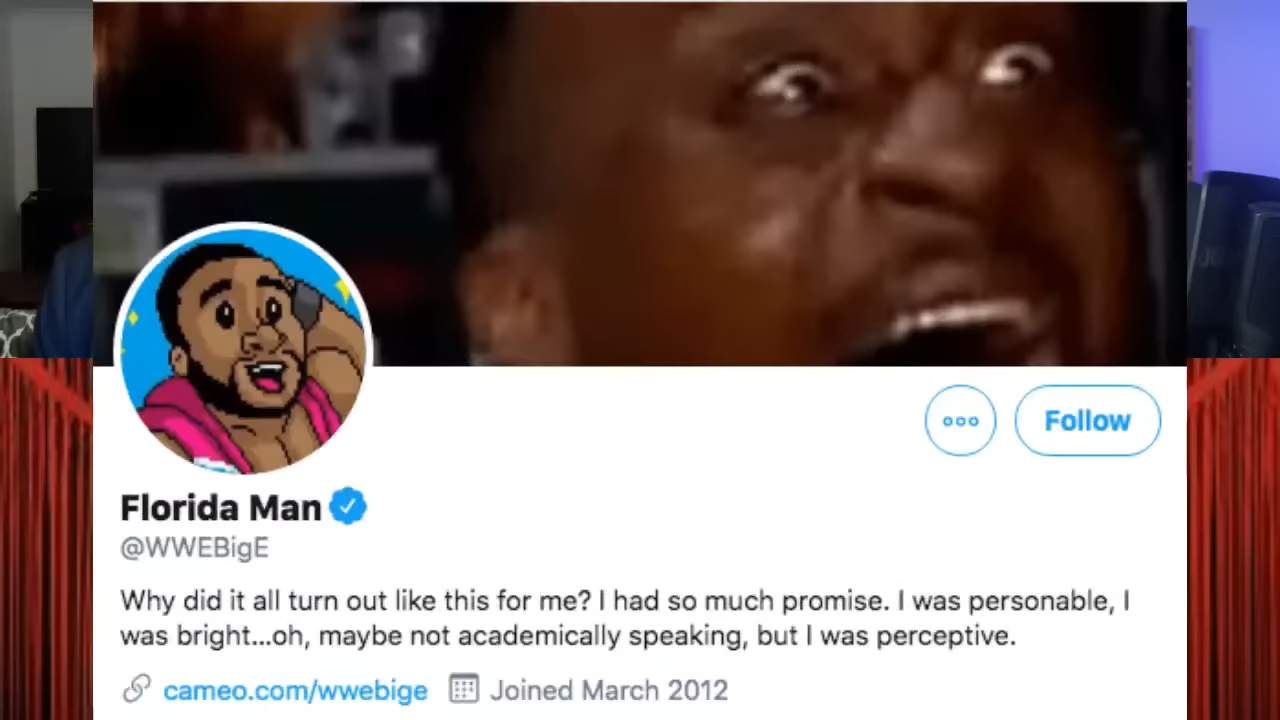 Follow
Florida Man
@WWEBigE
Why did it all turn out like this for me? I had so much promise. I was personable, I
was bright...oh, maybe not academically speaking, but I was perceptive.
cameo.com/wwebige Joined March 2012